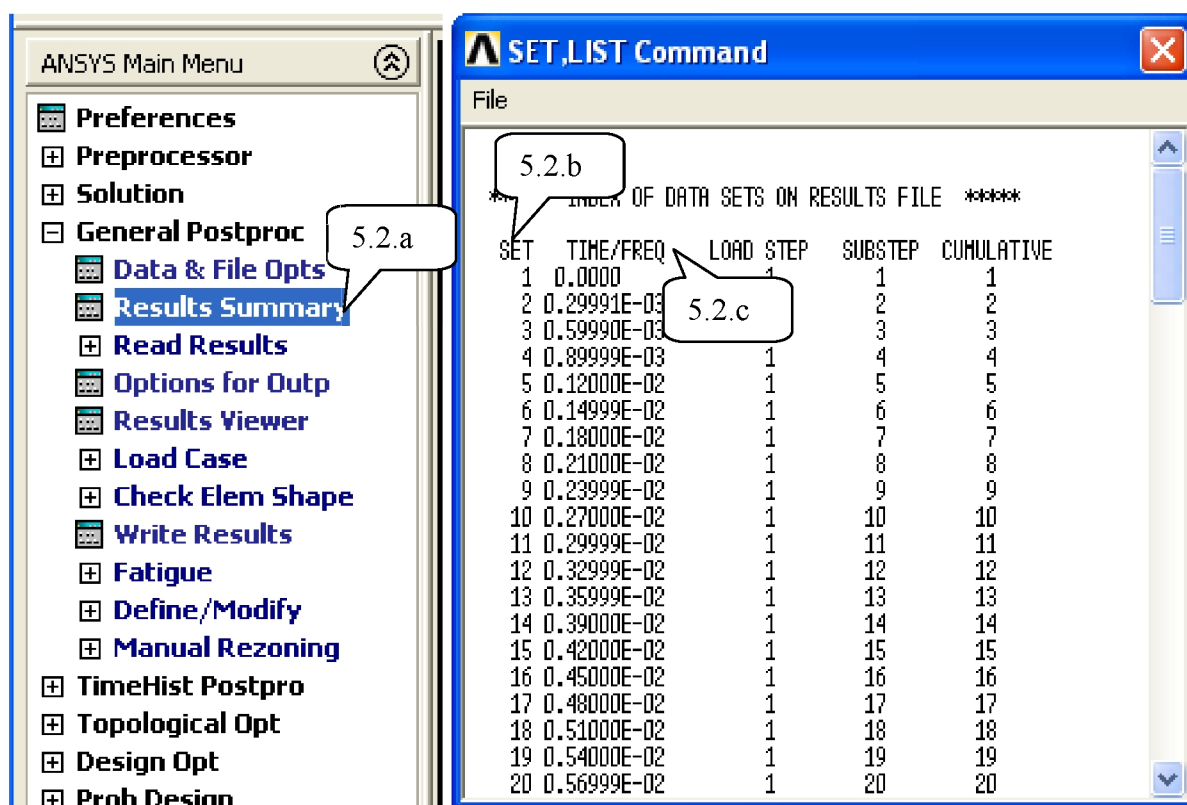 ANSYS Main Menu
Preferences
Preprocessor
Solution
General Postproc
5.2.a
Data & File Opts
Results Summary
Read Results
Options for Outp
Results Viewer
Load Case
Check Elem Shape
Write Results
Fatigue
Define/Modify
Manual Rezoning
TimeHist Postpro
Topological Opt
Design Opt
Prob Design
SET,LIST Command
File
5.2.b
OF DATA SETS ON RESULTS FILE *****
SET TIME/FREQ LOAD STEP SUBSTEP CUMULATIVE
5.2.c
1 0.0000 1 1 1
2 0.29991E-03 2 2
3 0.59990E-03 3 3
4 0.89999E-03 1 4 4
5 0.12000E-02 1 5 5
6 0.14999E-02 1 6 6
7 0.18000E-02 1 7 7
8 0.21000E-02 1 8 8
9 0.23999E-02 1 9 9
10 0.27000E-02 1 10 10
11 0.29999E-02 1 11 11
12 0.32999E-02 1 12 12
13 0.35999E-02 1 13 13
14 0.39000E-02 1 14 14
15 0.42000E-02 1 15 15
16 0.45000E-02 1 16 16
17 0.48000E-02 1 17 17
18 0.51000E-02 1 18 18
19 0.54000E-02 1 19 19
20 0.56999E-02 1 20 20